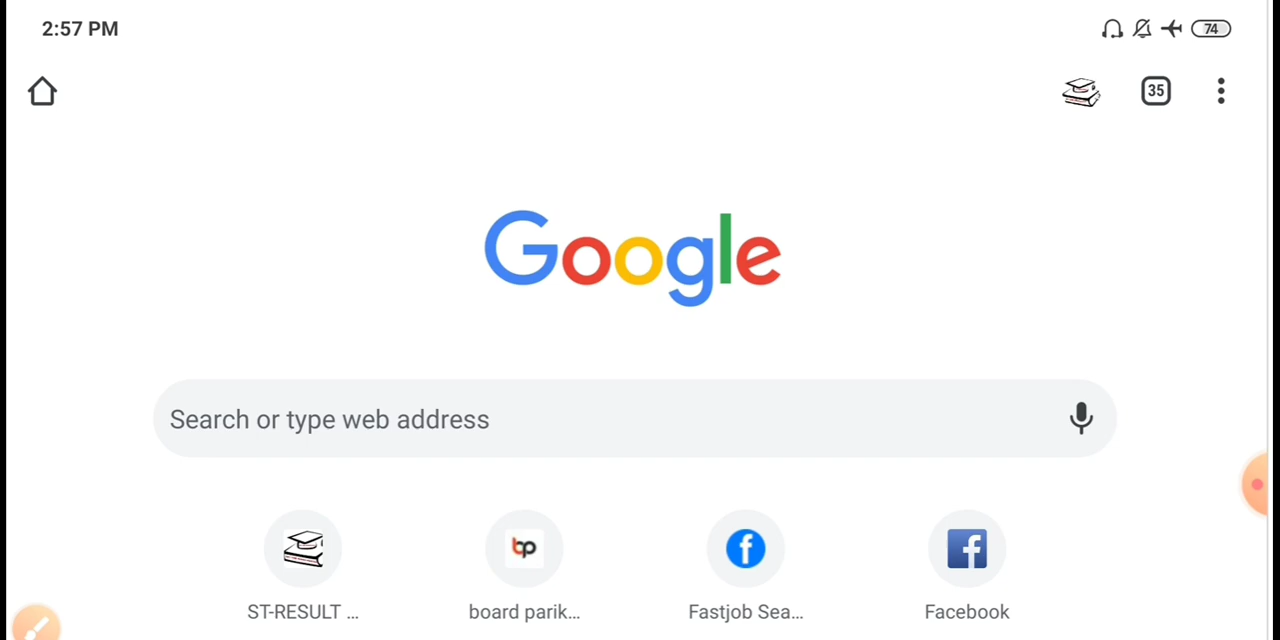 2:57 PM
74
35
Google
Search or type web address
ST-RESULT ...
board parik...
Fastjob Sea...
Facebook